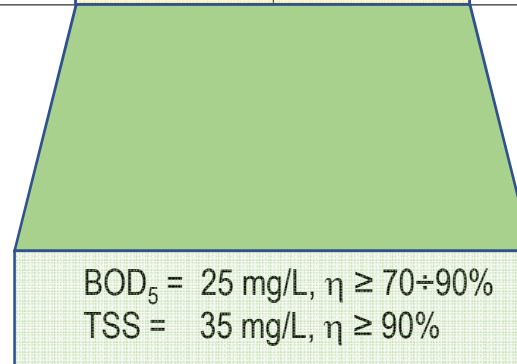 BOD₅ = 25 mg/L, η ≥ 70÷90%
TSS = 35 mg/L, η ≥ 90%